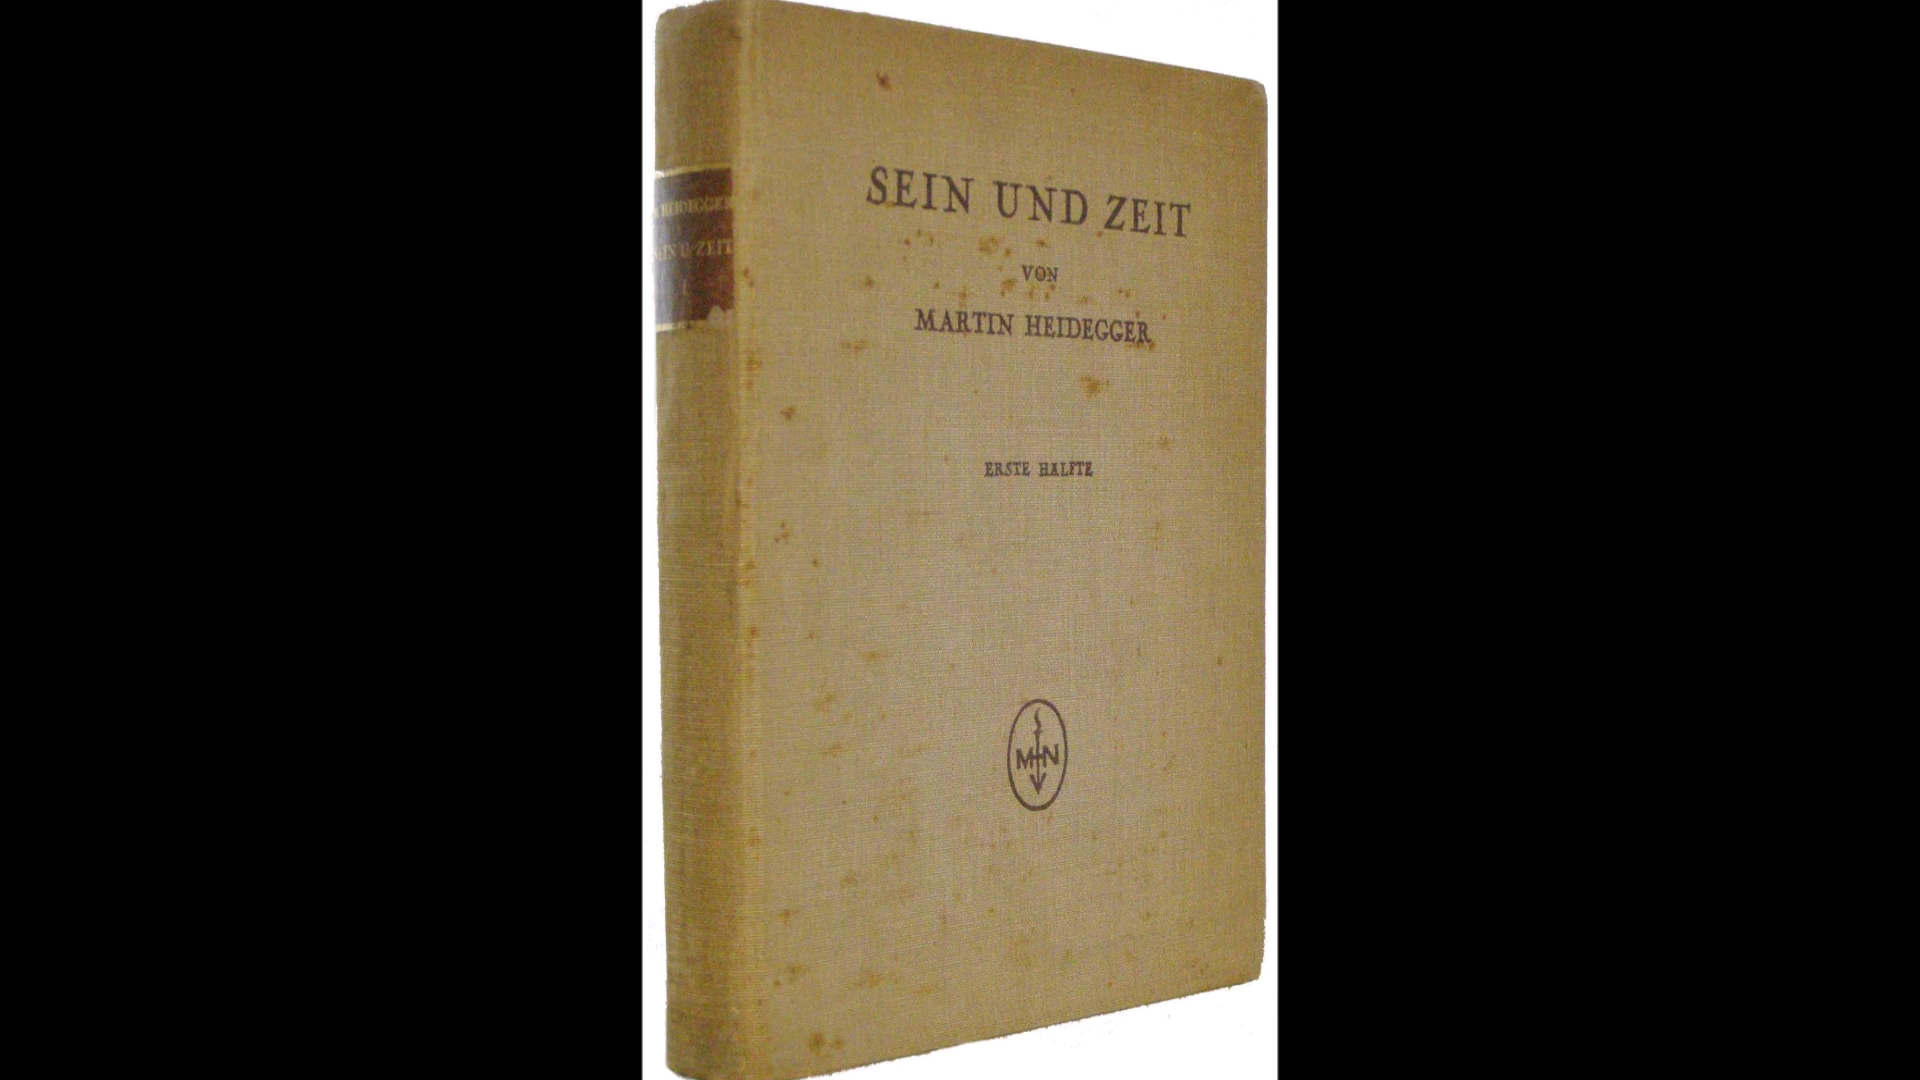 SEIN UND ZEIT
VON
MARTIN HEIDEGGER
ERSTE HÄLFTE
M N
HEIDEGGER
SEIN U. ZEIT
I